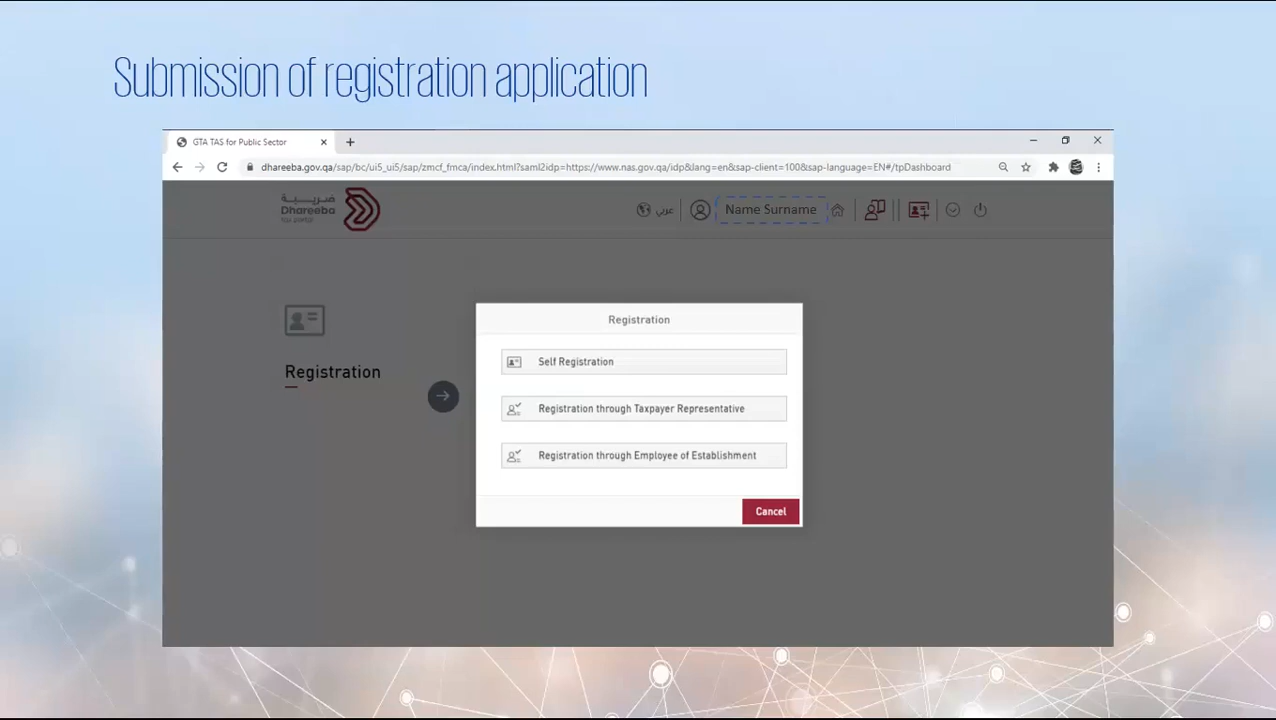 Submission of registration application
GTA TAS for Public Sector
dhareeba.gov.qa/sap/bc/ui5_ui5/sap/zmcf_fmca/index.html?saml2idp=https://www.nas.gov.qa/idp&lang=en&sap-client=100&sap-language=EN#/tpDashboard
ضريبة
Dhareeba
عربي
Name Surname
Registration
Registration
Self Registration
Registration through Taxpayer Representative
Registration through Employee of Establishment
Cancel